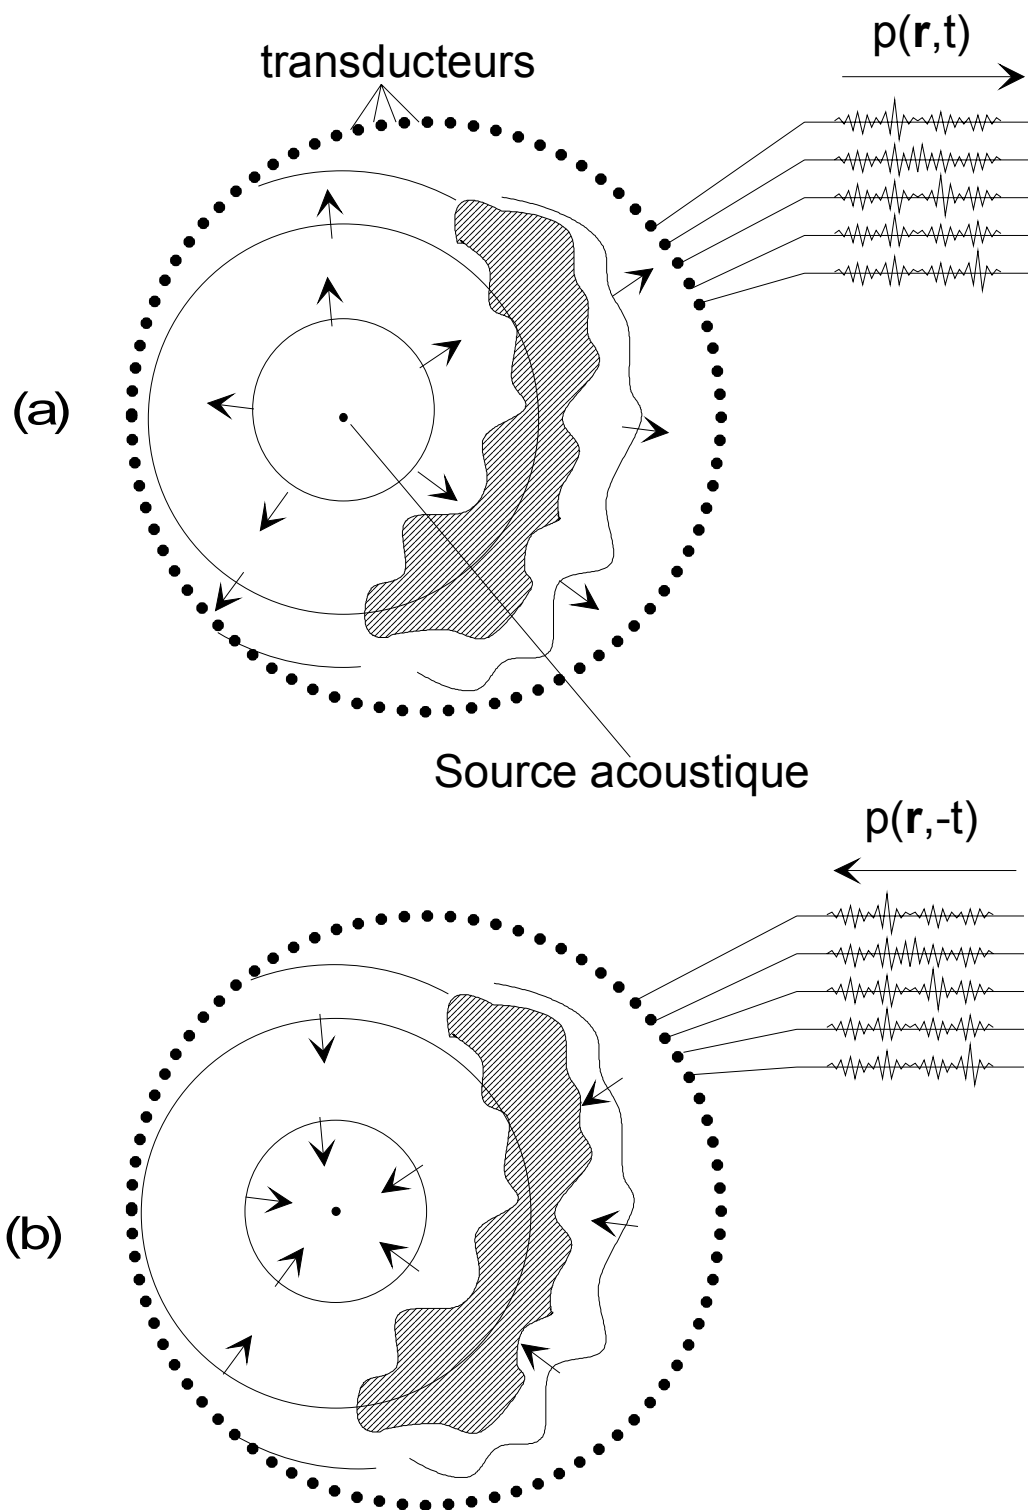 p(r,t)
transducteurs
(a)
Source acoustique
p(r,-t)
(b)